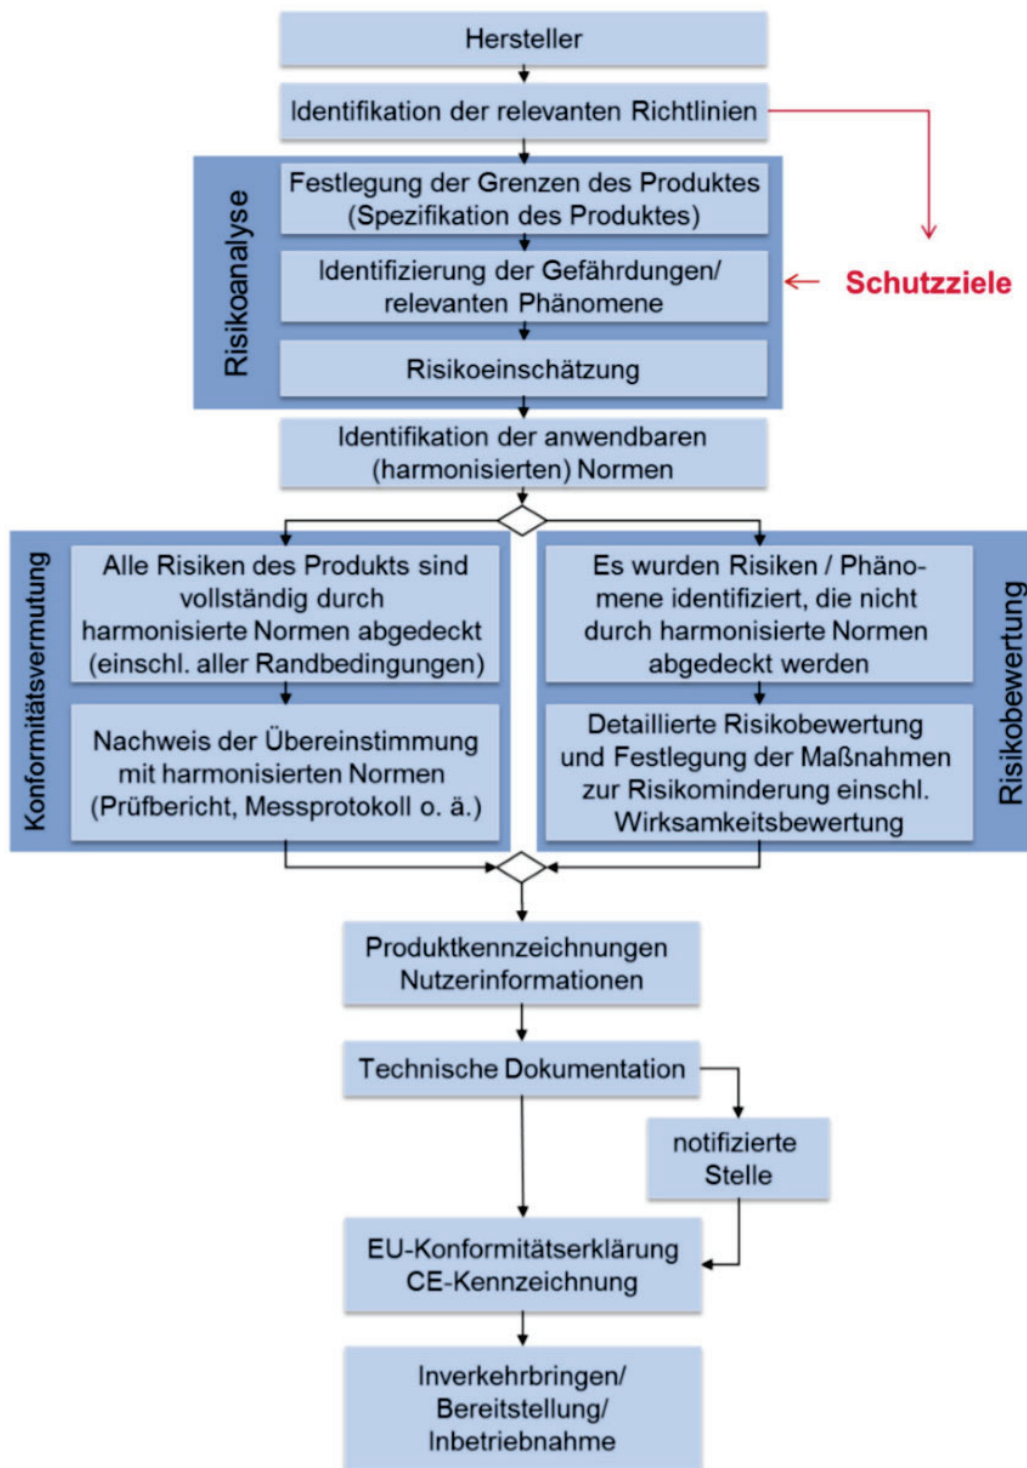 Hersteller
Identifikation der relevanten Richtlinien
Risikoanalyse
Festlegung der Grenzen des Produktes
(Spezifikation des Produktes)
Identifizierung der Gefährdungen/
relevanten Phänomene
Schutzziele
Risikoeinschätzung
Identifikation der anwendbaren
(harmonisierten) Normen
Konformitätsvermutung
Alle Risiken des Produkts sind
vollständig durch
harmonisierte Normen abgedeckt
(einschl. aller Randbedingungen)
Nachweis der Übereinstimmung
mit harmonisierten Normen
(Prüfbericht, Messprotokoll o. ä.)
Es wurden Risiken / Phäno-
mene identifiziert, die nicht
durch harmonisierte Normen
abgedeckt werden
Detaillierte Risikobewertung
und Festlegung der Maßnahmen
zur Risikominderung einschl.
Wirksamkeitsbewertung
Risikobewertung
Produktkennzeichnungen
Nutzerinformationen
Technische Dokumentation
notifizierte
Stelle
EU-Konformitätserklärung
CE-Kennzeichnung
Inverkehrbringen/
Bereitstellung/
Inbetriebnahme